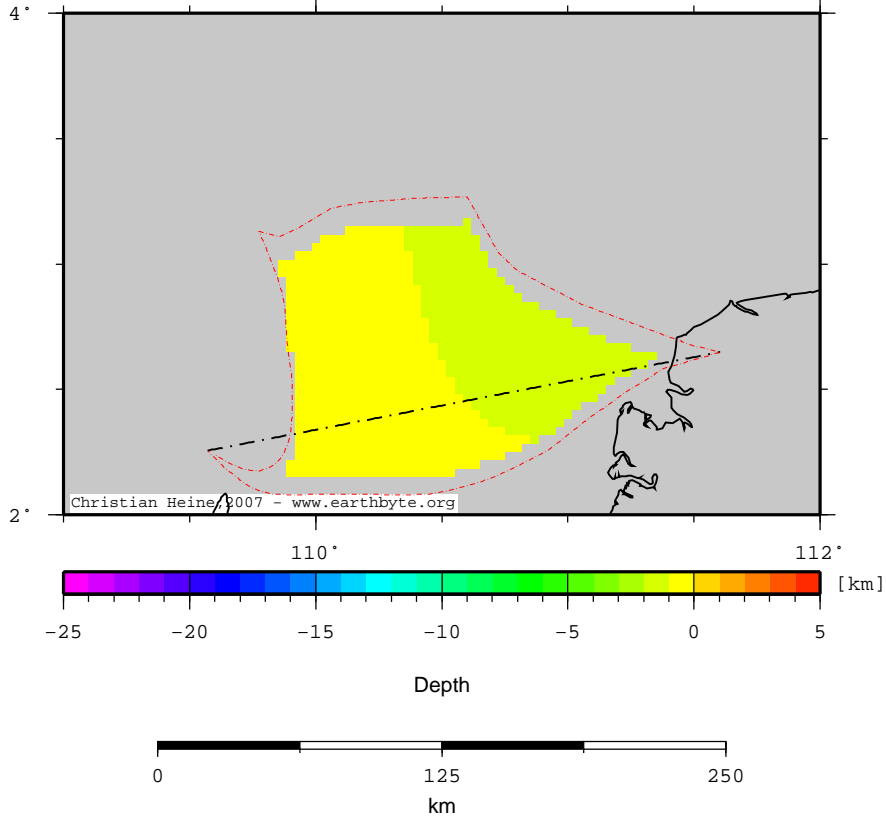 4°
2°
Christian Heine,2007 – www.earthbyte.org
110° 112°
[km]
−25 −20 −15 −10 −5 0 5
Depth
0 125 250
km